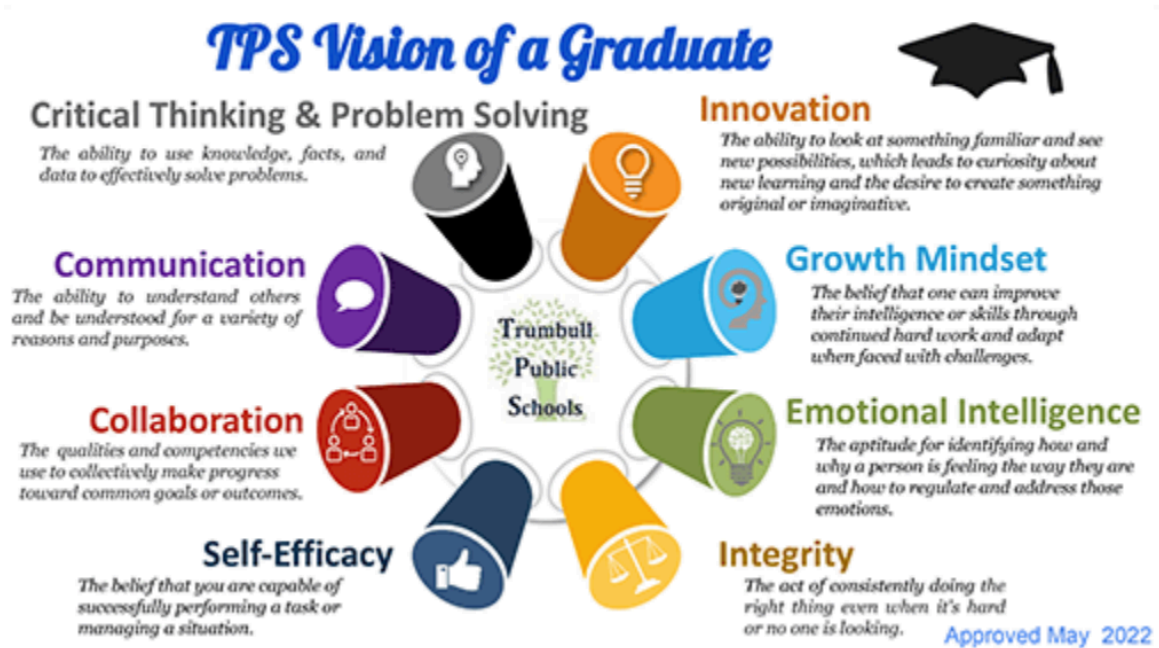 TPS Vision of a Graduate
Critical Thinking & Problem Solving
The ability to use knowledge, facts, and
data to effectively solve problems.
Innovation
The ability to look at something familiar and see
new possibilities, which leads to curiosity about
new learning and the desire to create something
original or imaginative.
Communication
The ability to understand others
and be understood for a variety of
reasons and purposes.
Growth Mindset
The belief that one can improve
their intelligence or skills through
continued hard work and adapt
when faced with challenges.
Trumbull
Public
Schools
Collaboration
The qualities and competencies we
use to collectively make progress
toward common goals or outcomes.
Emotional Intelligence
The aptitude for identifying how and
why a person is feeling the way they are
and how to regulate and address those
emotions.
Self-Efficacy
The belief that you are capable of
successfully performing a task or
managing a situation.
Integrity
The act of consistently doing the
right thing even when it's hard
or no one is looking.
Approved May 2022